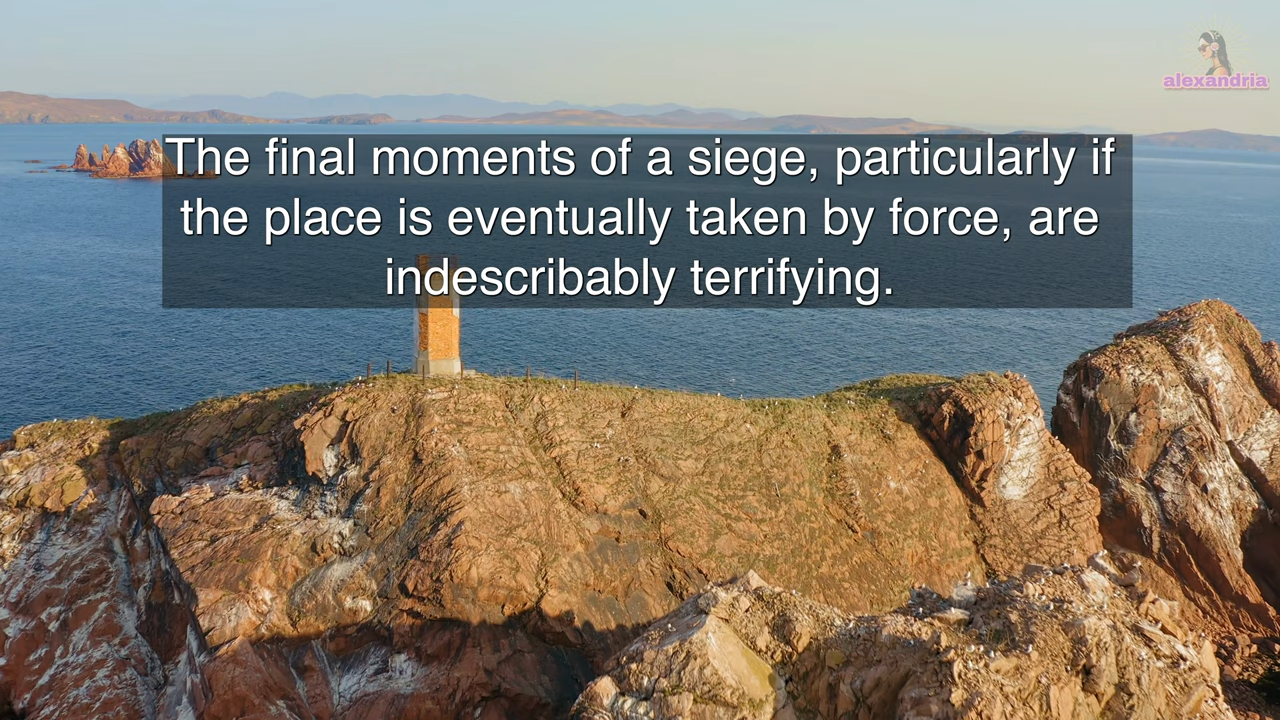 alexandria
The final moments of a siege, particularly if
the place is eventually taken by force, are
indescribably terrifying.